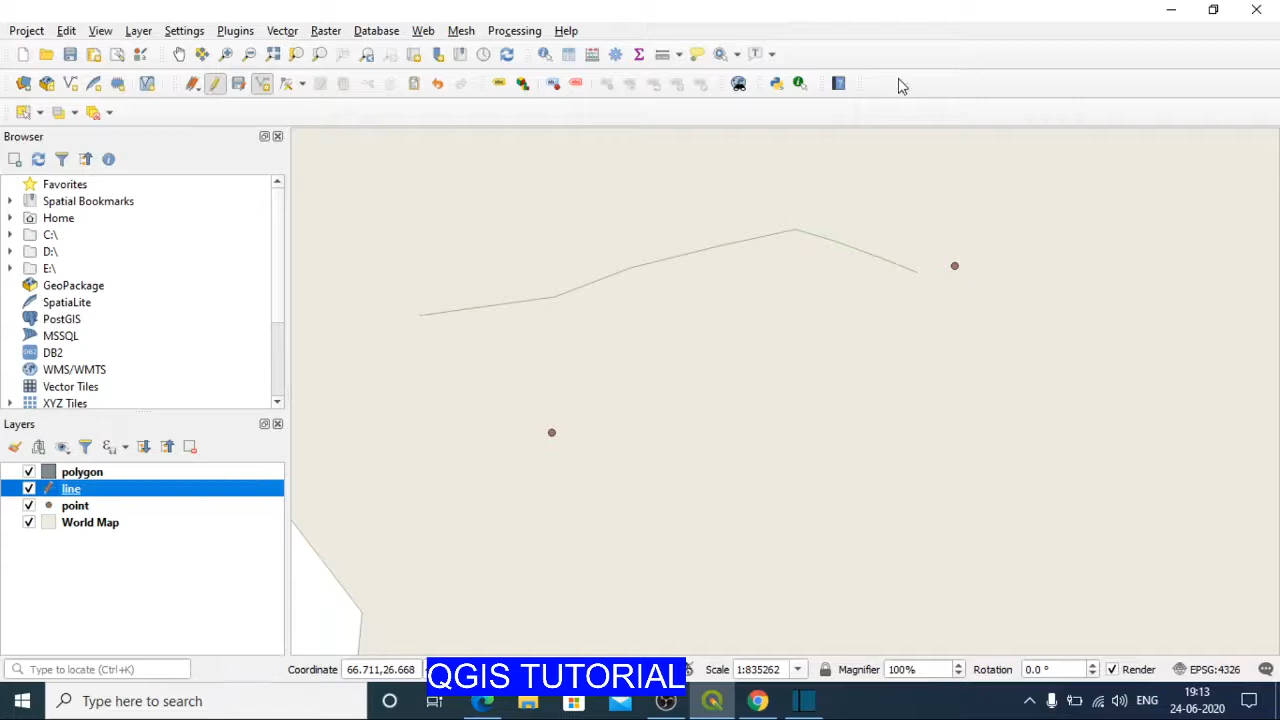 Project Edit View Layer Settings Plugins Vector Raster Database Web Mesh Processing Help
Browser
Favorites
Spatial Bookmarks
Home
C:\
D:\
E:\
GeoPackage
SpatiaLite
PostGIS
MSSQL
DB2
WMS/WMTS
Vector Tiles
XYZ Tiles
Layers
polygon
line
point
World Map
Type to locate (Ctrl+K)
Coordinate 66.711,26.668
Scale 1:835262
Magnifier 100%
Rotation 0.0 °
Render
EPSG:4326
QGIS TUTORIAL
Type here to search
ENG
19:13
24-06-2020